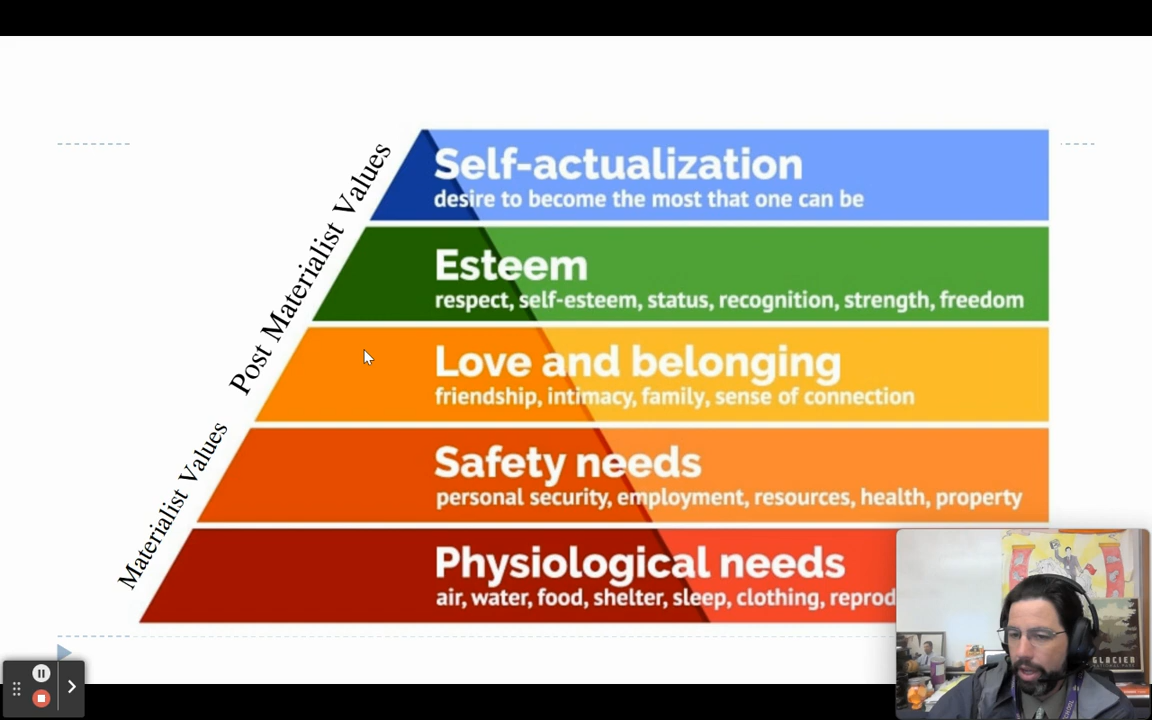 Self-actualization
desire to become the most that one can be
Esteem
respect, self-esteem, status, recognition, strength, freedom
Love and belonging
friendship, intimacy, family, sense of connection
Safety needs
personal security, employment, resources, health, property
Physiological needs
air, water, food, shelter, sleep, clothing, reprod
Post Materialist Values
Materialist Values
GLACIER